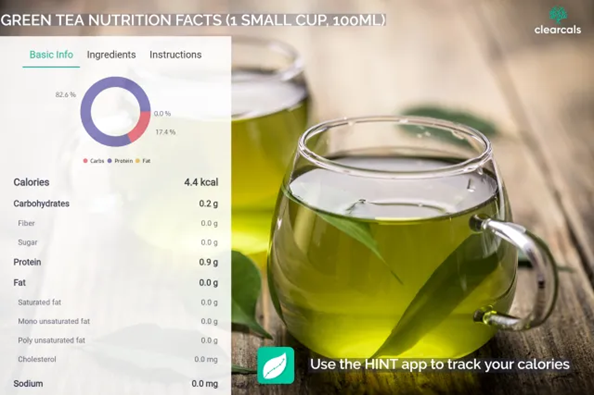 GREEN TEA NUTRITION FACTS (1 SMALL CUP, 100ML)
clearcals
Basic Info Ingredients Instructions
82.6 %
0.0 %
17.4 %
Carbs Protein Fat
Calories 4.4 kcal
Carbohydrates 0.2 g
Fiber 0.0 g
Sugar 0.0 g
Protein 0.9 g
Fat 0.0 g
Saturated fat 0.0 g
Mono unsaturated fat 0.0 g
Poly unsaturated fat 0.0 g
Cholesterol 0.0 mg
Sodium 0.0 mg
Use the HINT app to track your calories